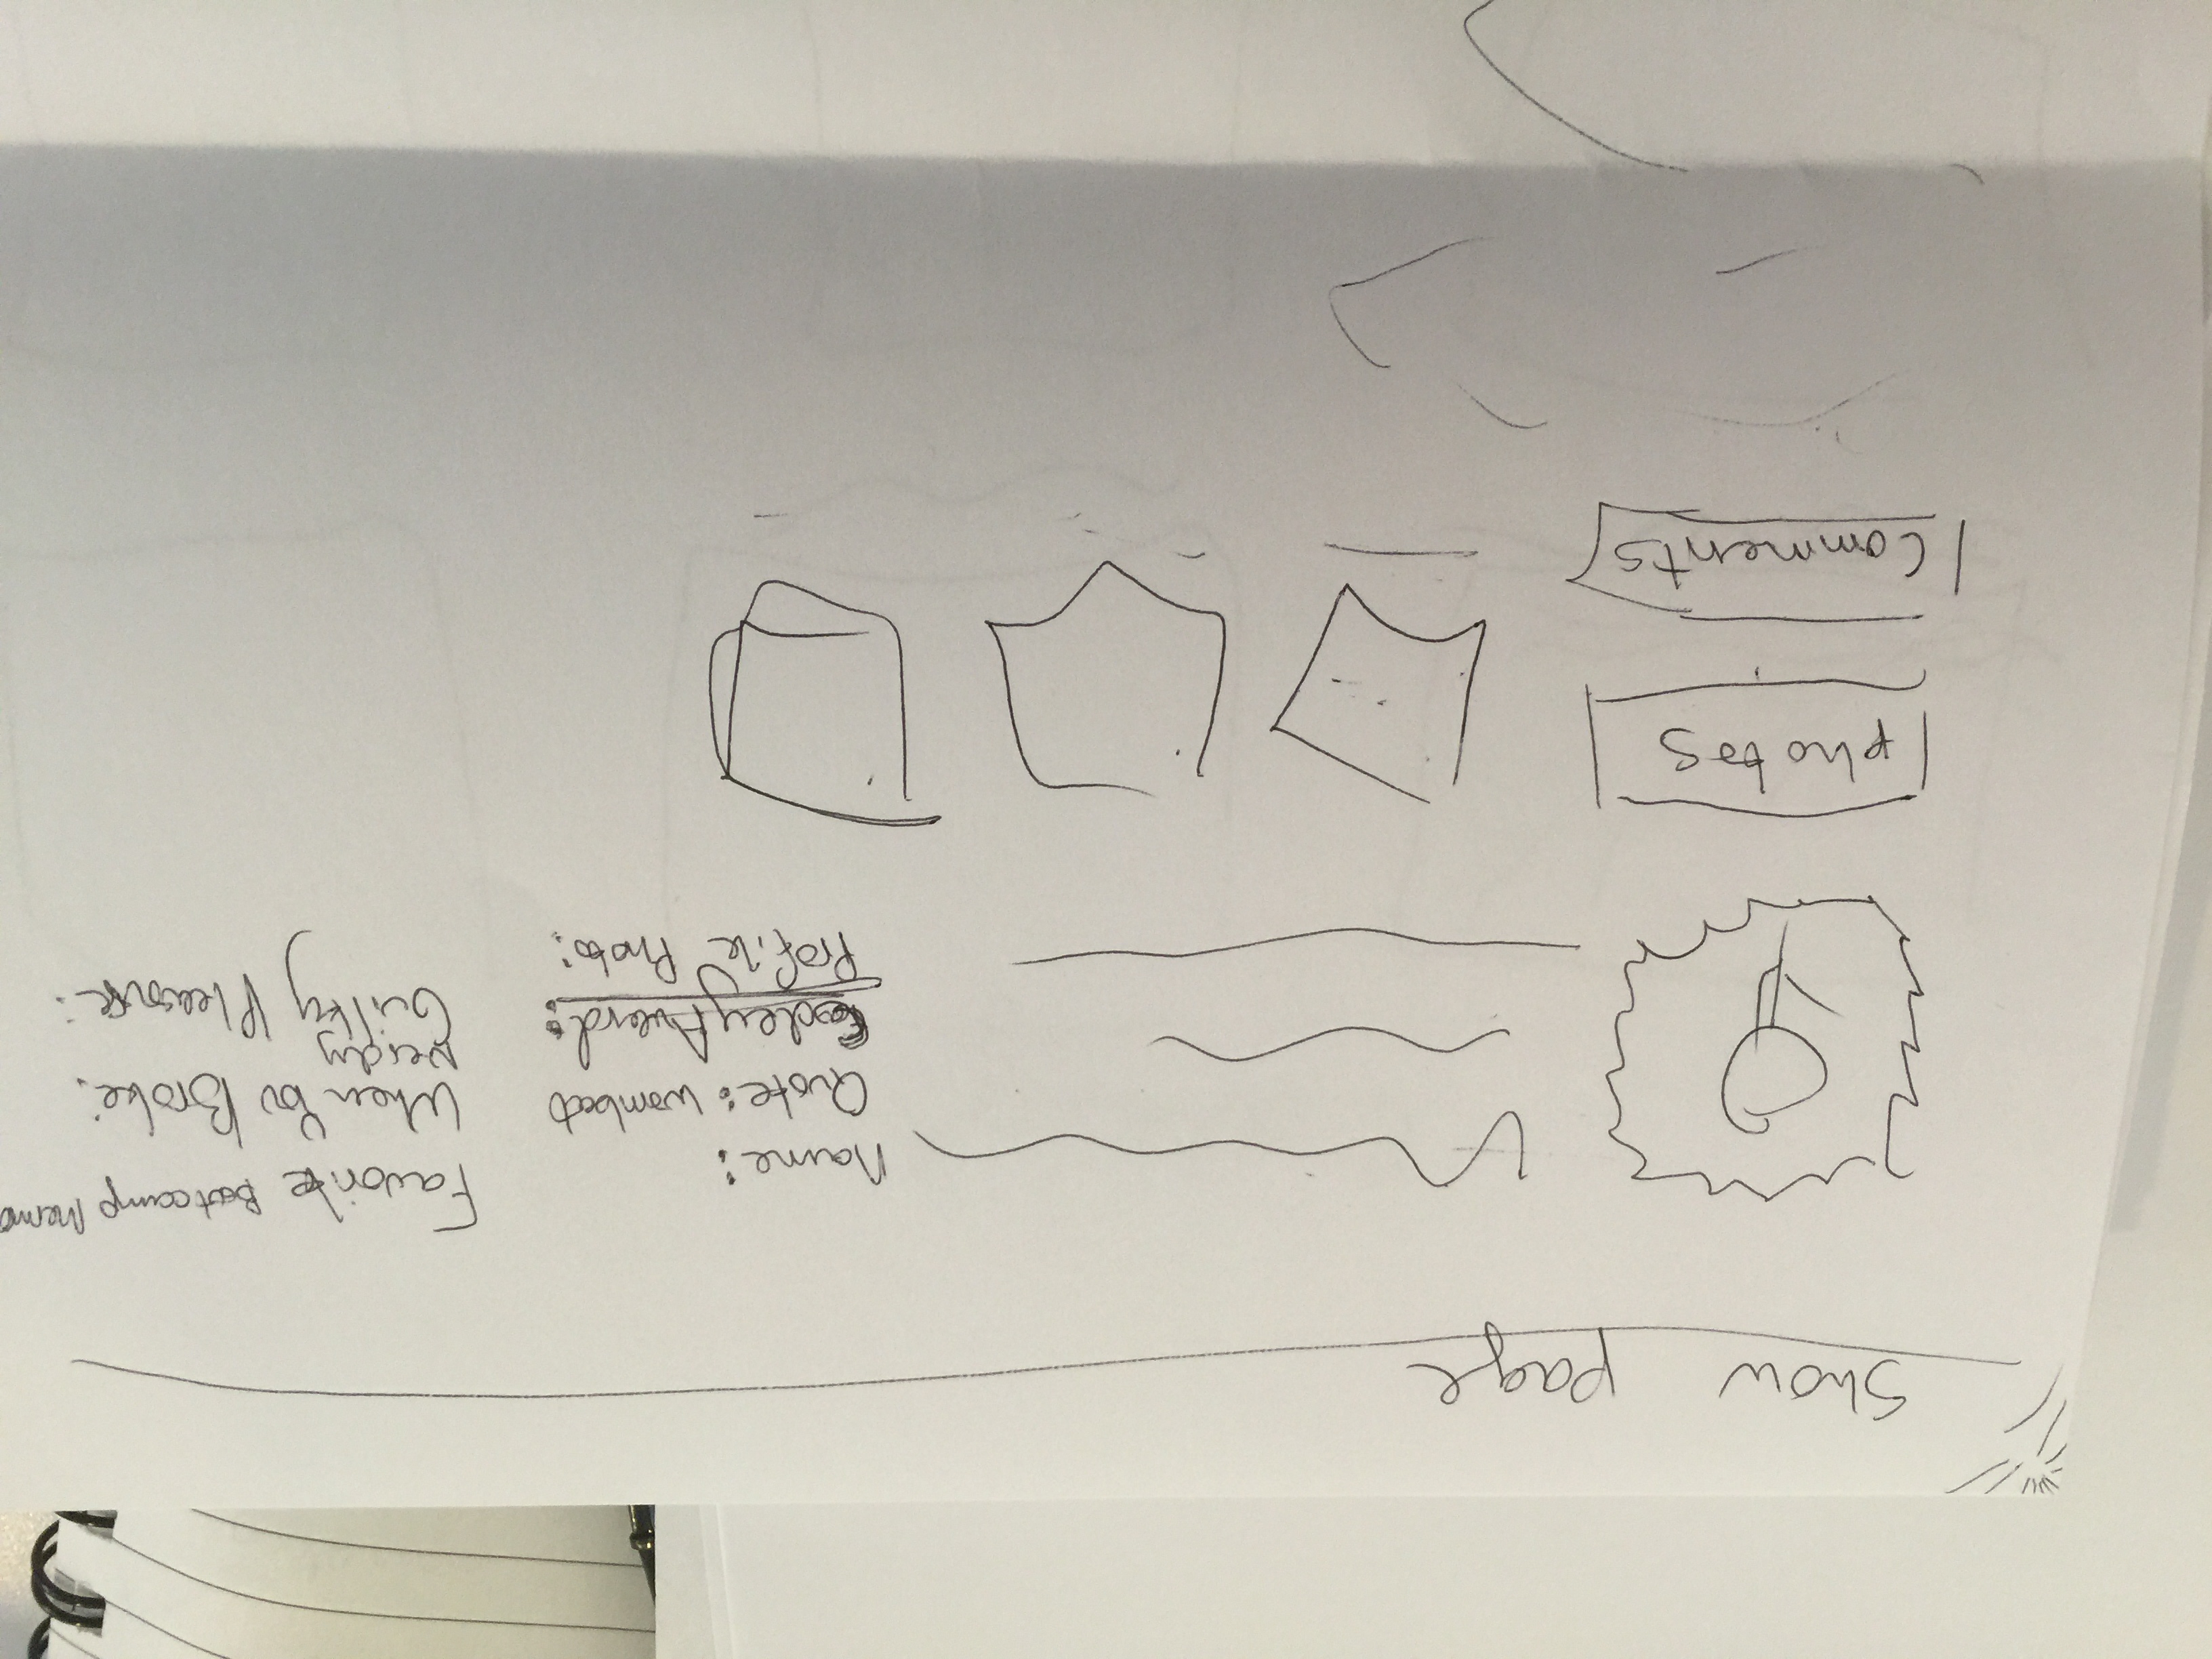 Show page
Name:
Quote: wombat
Codey Award:
Profile Photo:
Favorite Bootcamp Memo
When You Broke:
Nerdy
Guilty Pleasure:
photos
Comments